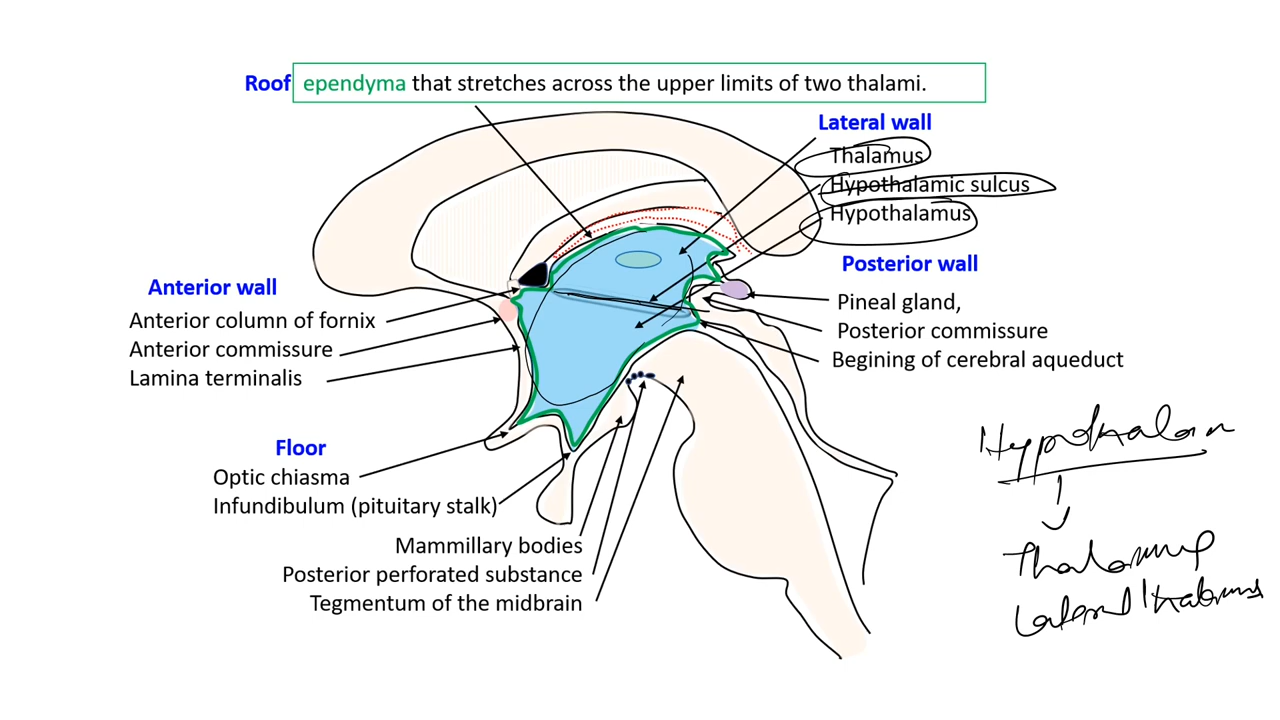 Roof ependyma that stretches across the upper limits of two thalami.
Lateral wall
Thalamus
Hypothalamic sulcus
Hypothalamus
Posterior wall
Pineal gland,
Posterior commissure
Begining of cerebral aqueduct
Anterior wall
Anterior column of fornix
Anterior commissure
Lamina terminalis
Floor
Optic chiasma
Infundibulum (pituitary stalk)
Mammillary bodies
Posterior perforated substance
Tegmentum of the midbrain
Lateral